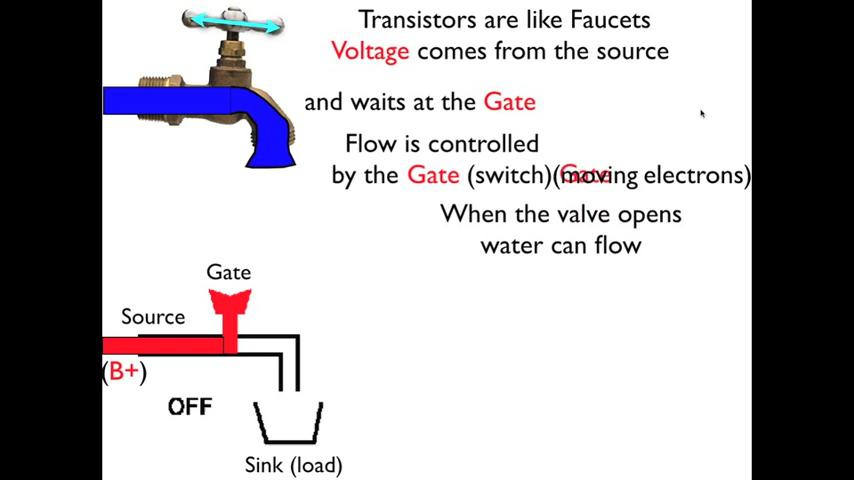 Transistors are like Faucets
Voltage comes from the source
and waits at the Gate
Flow is controlled
by the Gate (switch)(moving electrons)
Gate
When the valve opens
water can flow
Gate
Source
(B+)
OFF
Sink (load)